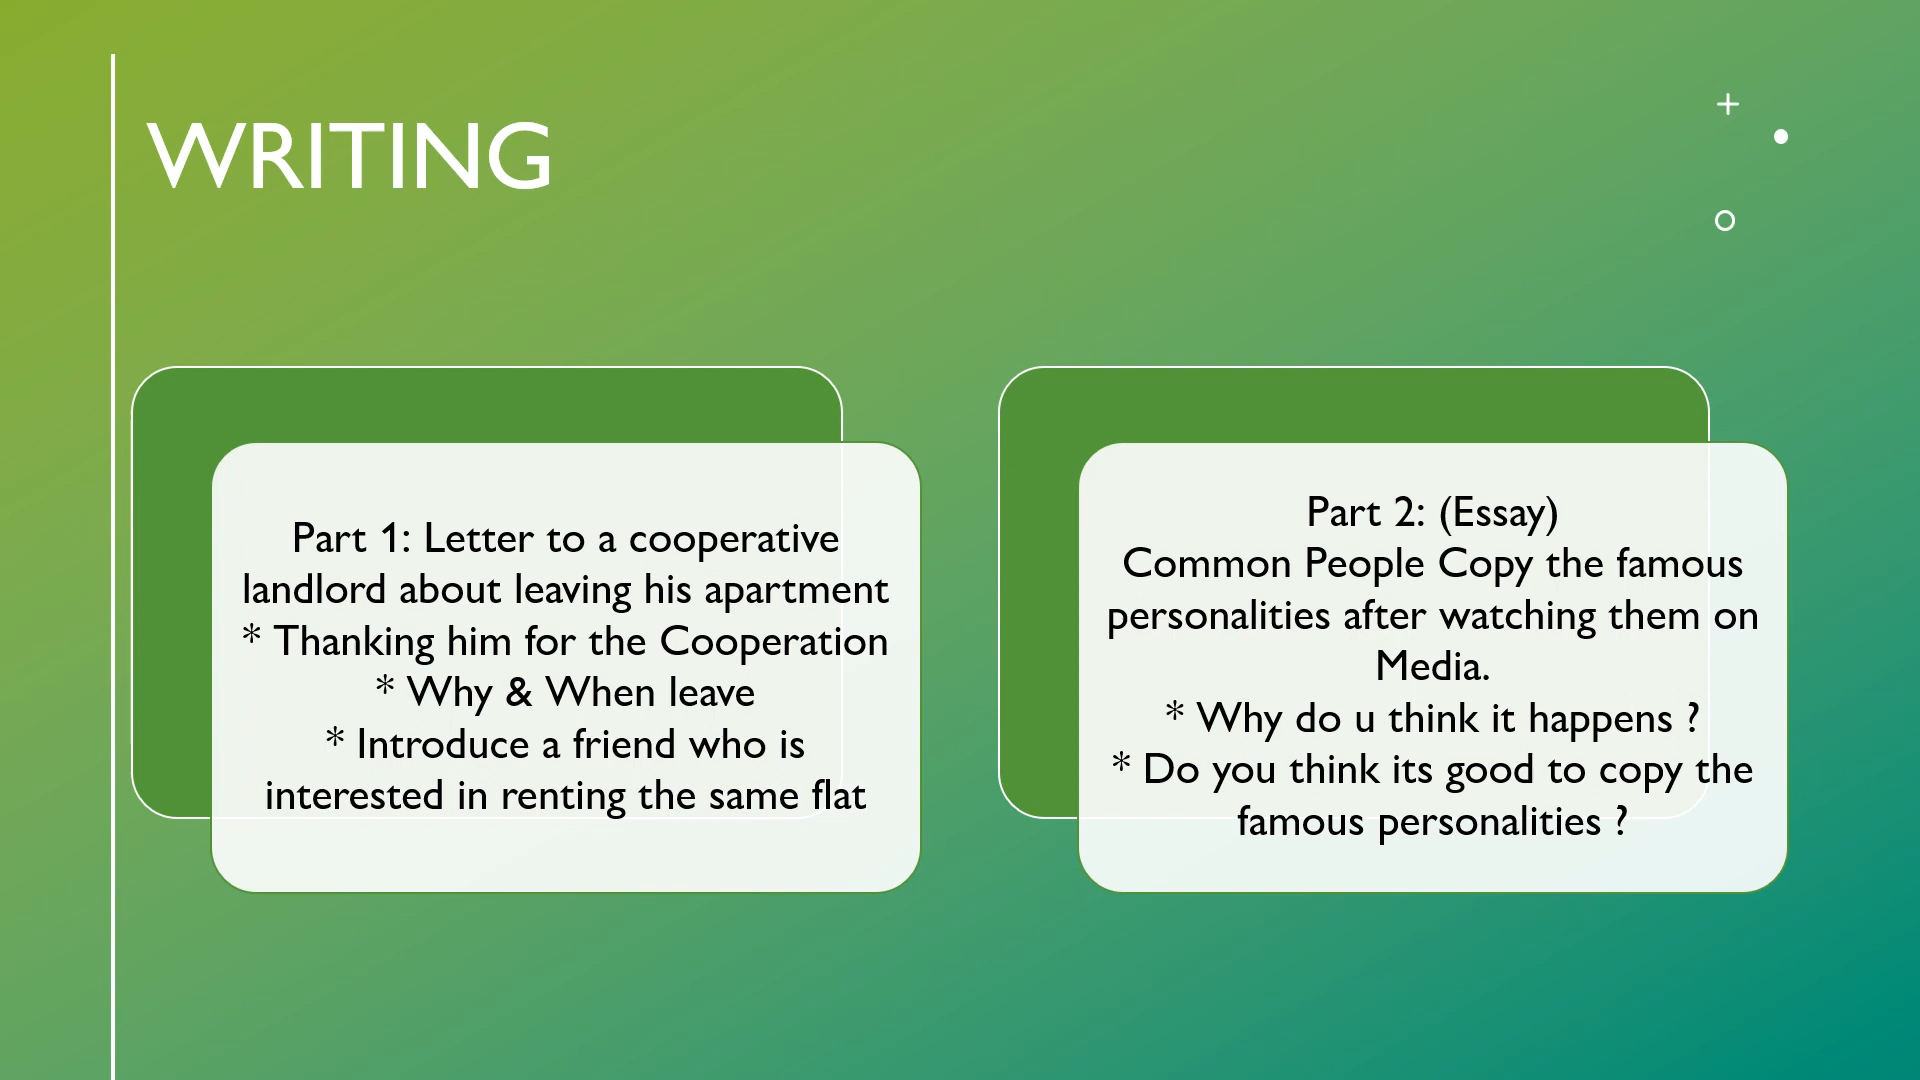 WRITING
Part 1: Letter to a cooperative
landlord about leaving his apartment
* Thanking him for the Cooperation
* Why & When leave
* Introduce a friend who is
interested in renting the same flat
Part 2: (Essay)
Common People Copy the famous
personalities after watching them on
Media.
* Why do u think it happens ?
* Do you think its good to copy the
famous personalities ?